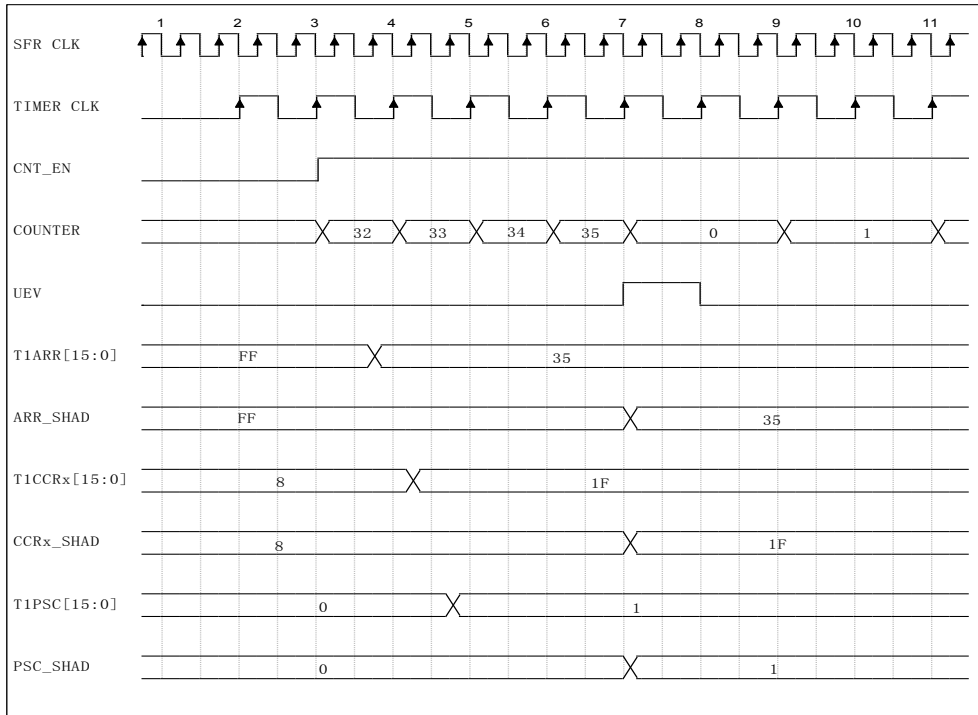 1 2 3 4 5 6 7 8 9 10 11
SFR CLK
TIMER CLK
CNT_EN
COUNTER 32 33 34 35 0 1
UEV
T1ARR[15:0] FF 35
ARR_SHAD FF 35
T1CCRx[15:0] 8 1F
CCRx_SHAD 8 1F
T1PSC[15:0] 0 1
PSC_SHAD 0 1